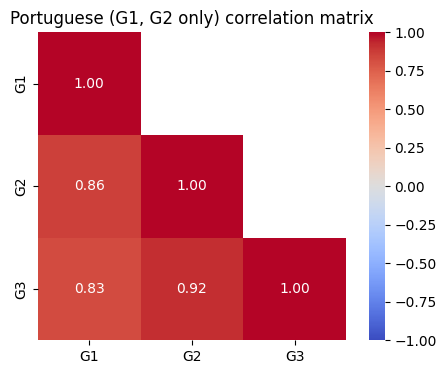 Portuguese (G1, G2 only) correlation matrix
G1
1.00
G2
0.86 1.00
G3
0.83 0.92 1.00
G1 G2 G3
1.00
0.75
0.50
0.25
0.00
−0.25
−0.50
−0.75
−1.00